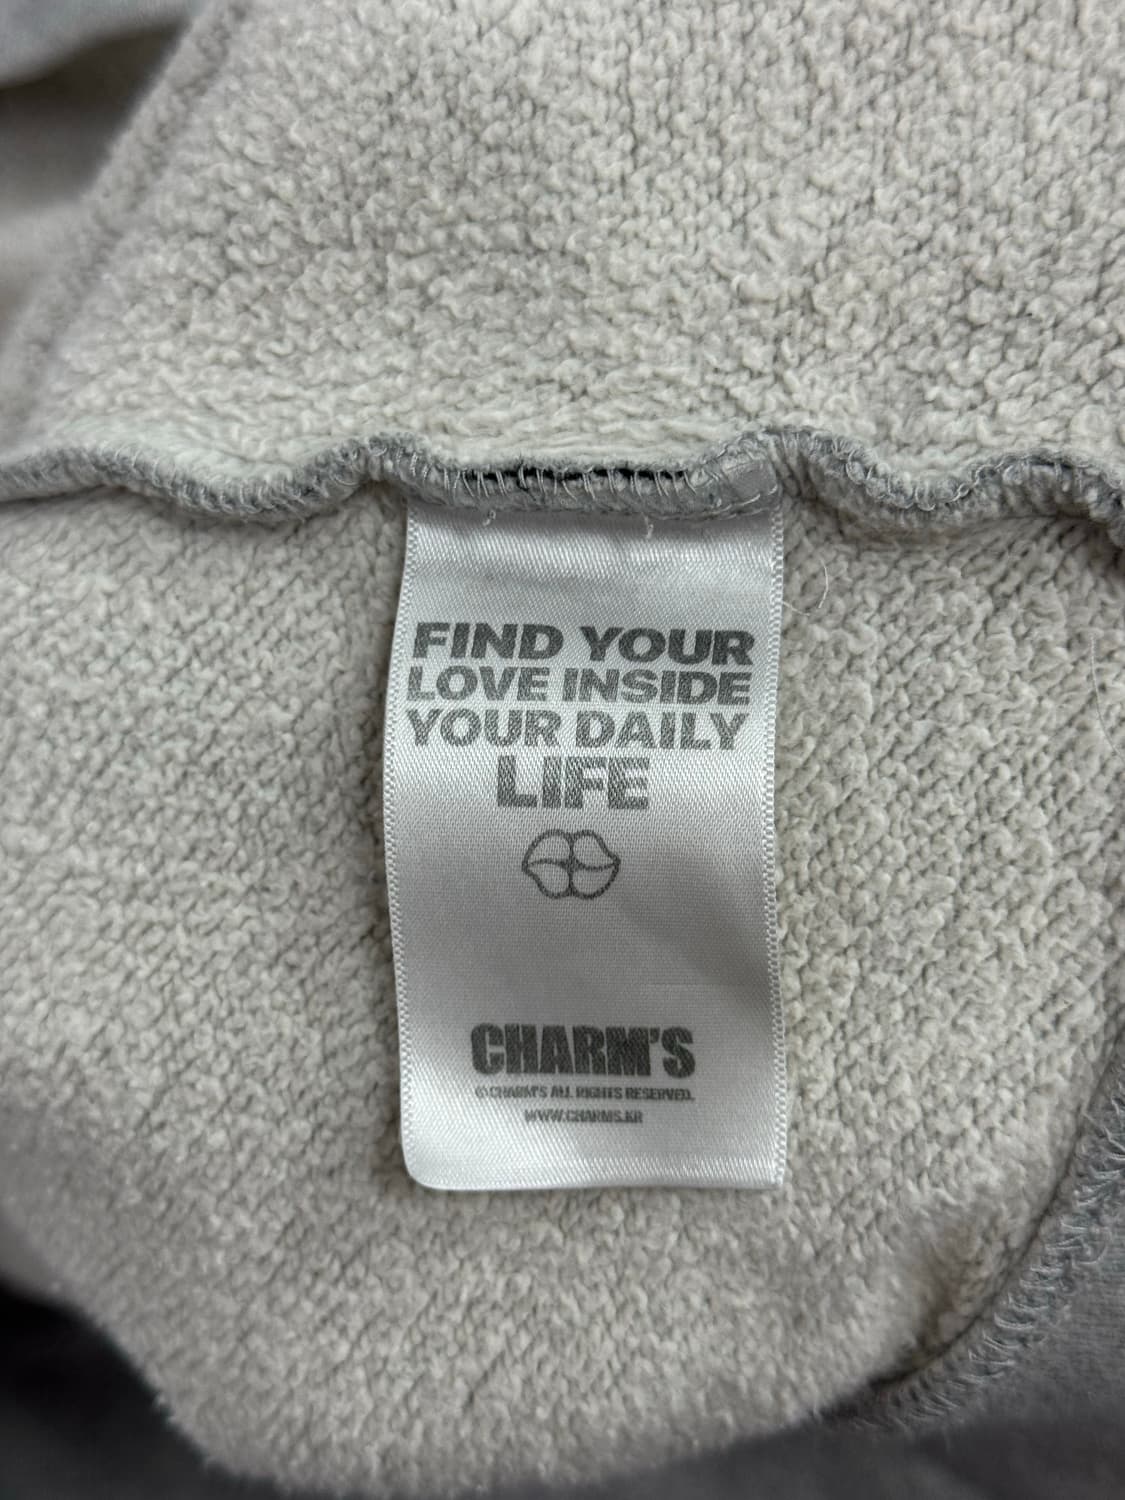 FIND YOUR
LOVE INSIDE
YOUR DAILY
LIFE
CHARM'S
©CHARM'S ALL RIGHTS RESERVED.
WWW.CHARMS.KR